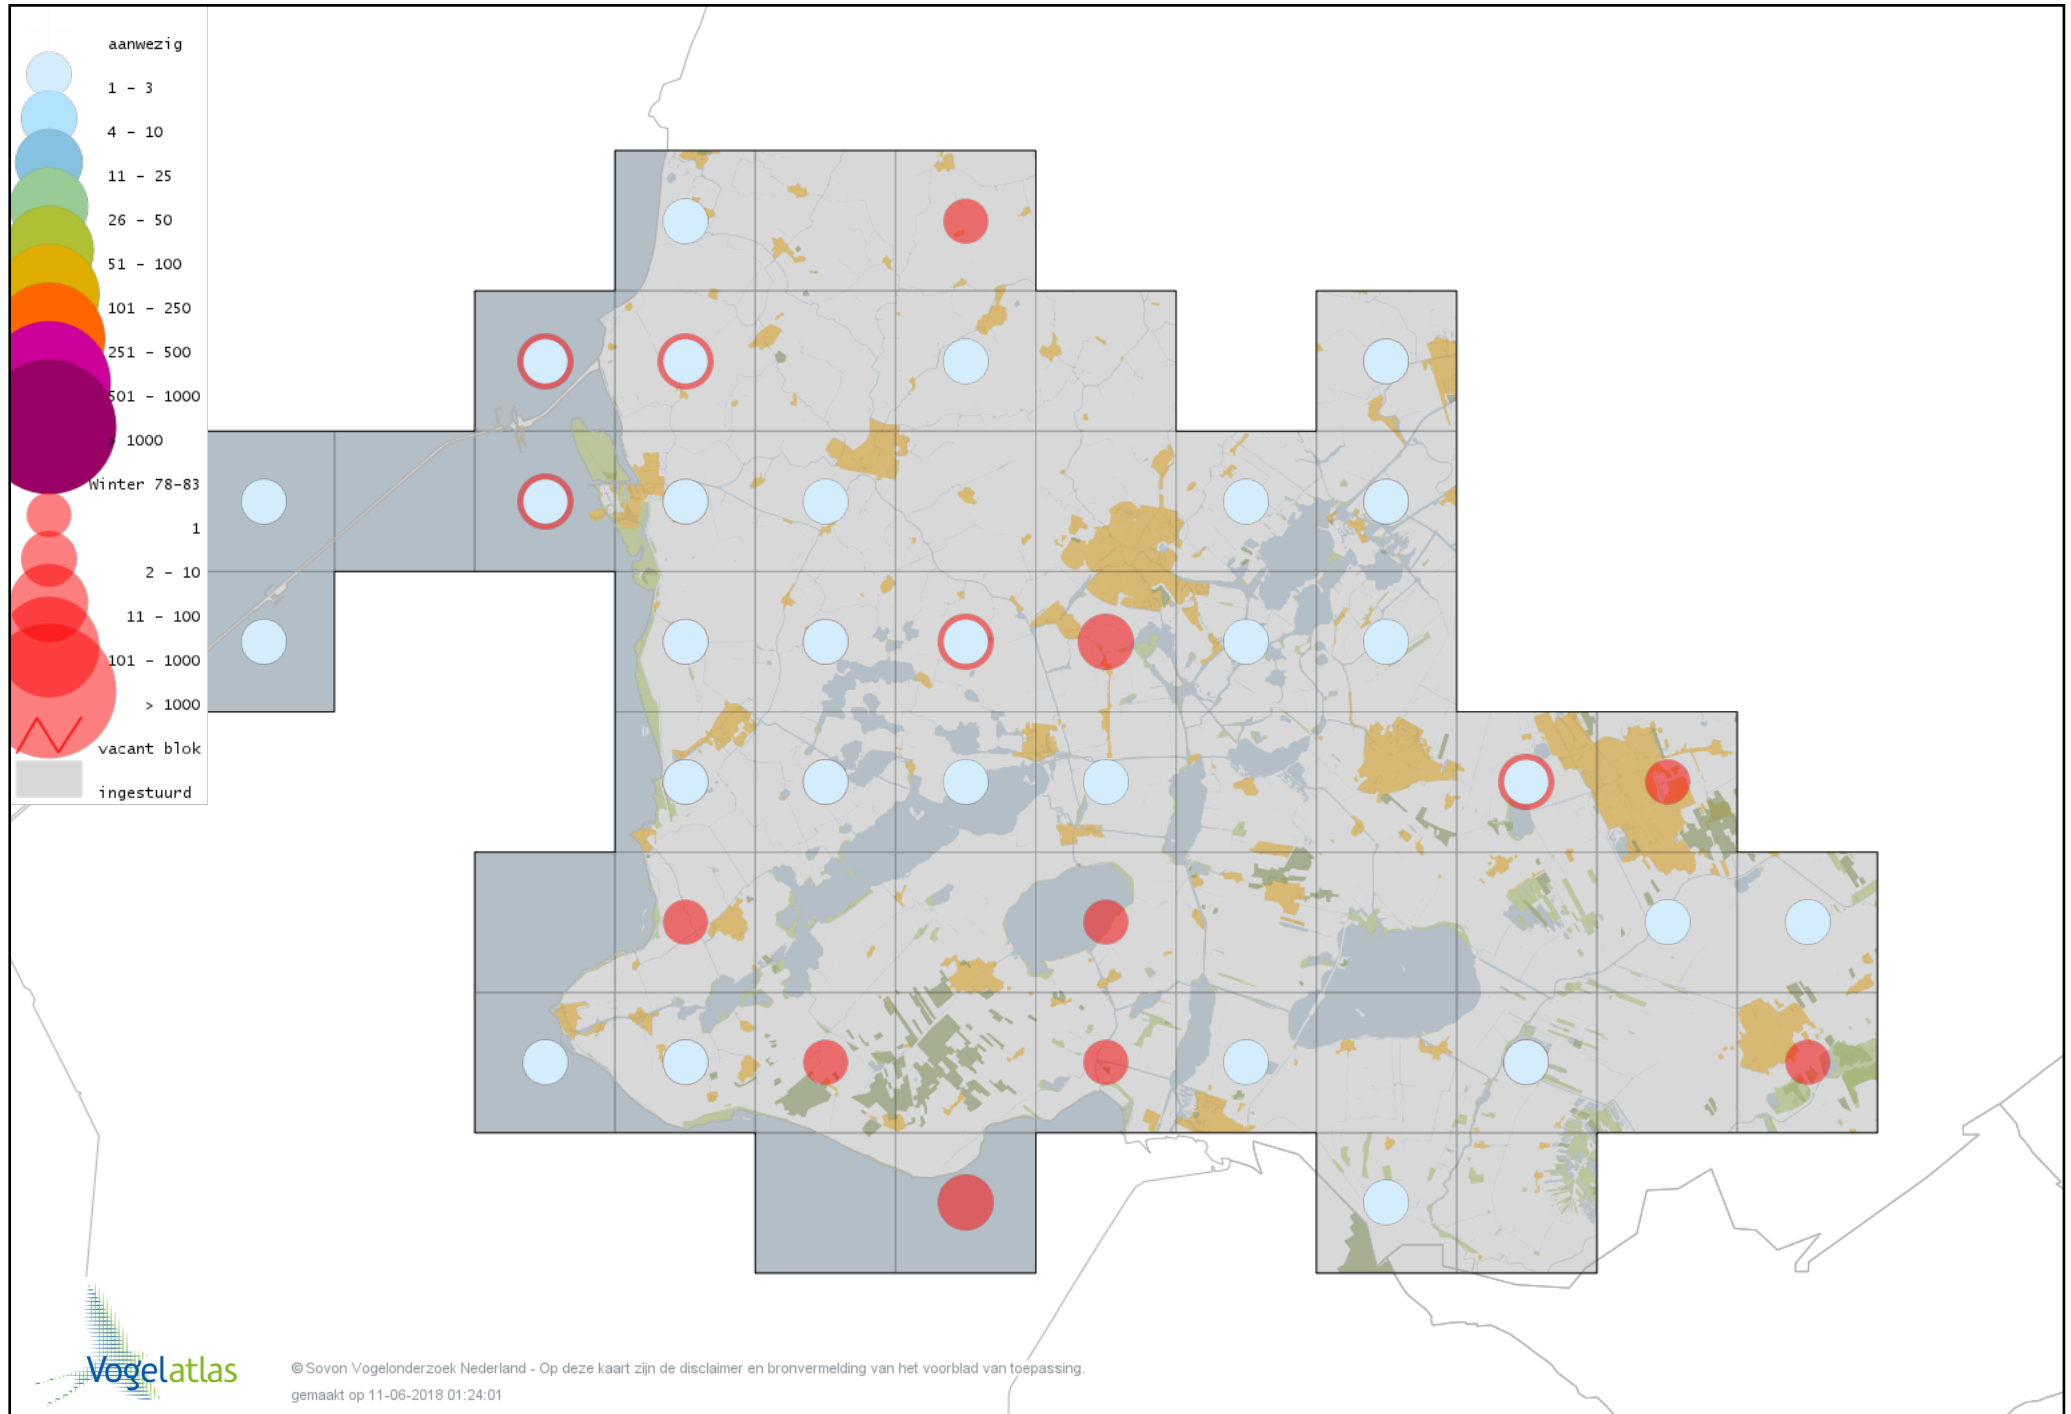 aanwezig
1 - 3
4 - 10
11 - 25
26 - 50
51 - 100
101 - 250
251 - 500
501 - 1000
> 1000
Winter 78-83
1
2 - 10
11 - 100
101 - 1000
> 1000
vacant blok
ingestuurd
Vogelatlas
© Sovon Vogelonderzoek Nederland - Op deze kaart zijn de disclaimer en bronvermelding van het voorblad van toepassing.
gemaakt op 11-06-2018 01:24:01